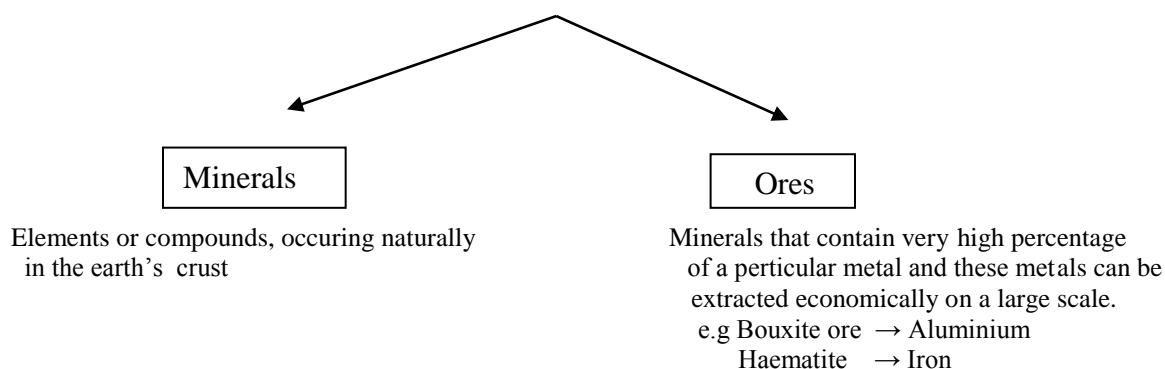 Minerals
Elements or compounds, occuring naturally
in the earth's crust
Ores
Minerals that contain very high percentage
of a perticular metal and these metals can be
extracted economically on a large scale.
e.g Bouxite ore → Aluminium
Haematite → Iron